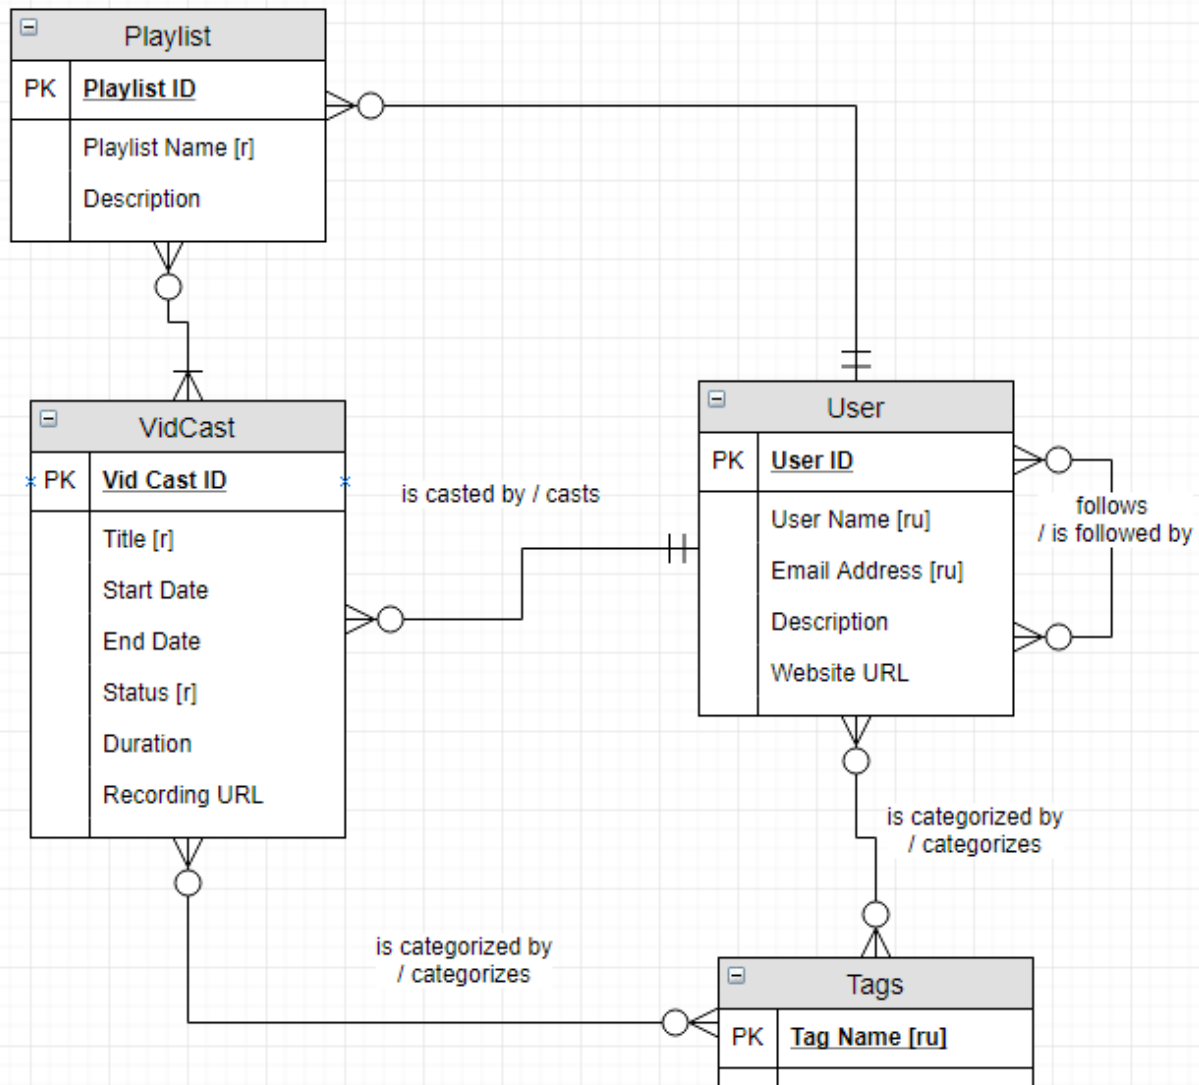 Playlist
PK Playlist ID
Playlist Name [r]
Description
VidCast
PK Vid Cast ID
Title [r]
Start Date
End Date
Status [r]
Duration
Recording URL
is casted by / casts
User
PK User ID
User Name [ru]
Email Address [ru]
Description
Website URL
follows
/ is followed by
is categorized by
/ categorizes
is categorized by
/ categorizes
Tags
PK Tag Name [ru]